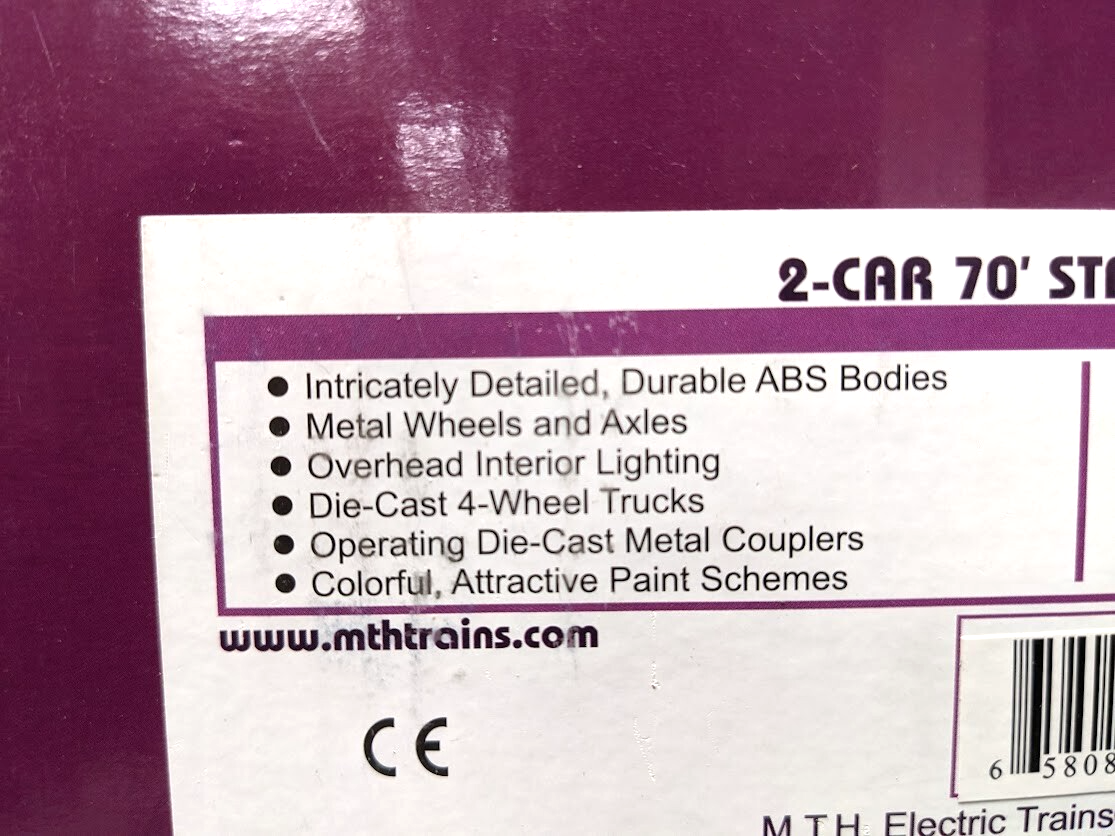 2-CAR 70' STA
● Intricately Detailed, Durable ABS Bodies
● Metal Wheels and Axles
● Overhead Interior Lighting
● Die-Cast 4-Wheel Trucks
● Operating Die-Cast Metal Couplers
● Colorful, Attractive Paint Schemes
www.mthtrains.com
CE
6 5808
M.T.H. Electric Trains